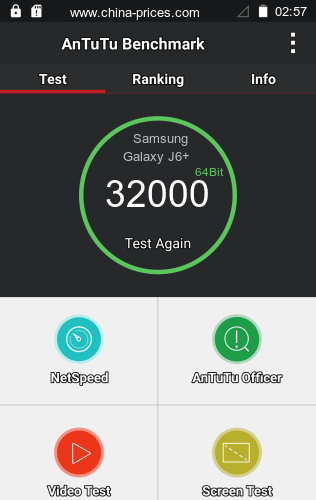 www.china-prices.com 02:57
AnTuTu Benchmark
Test Ranking Info
Samsung
Galaxy J6+
64Bit
32000
Test Again
NetSpeed AnTuTu Officer
Video Test Screen Test